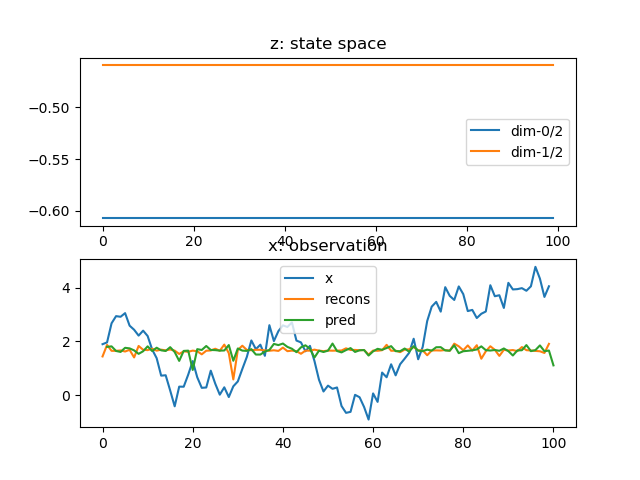 z: state space
−0.50
−0.55
−0.60
dim-0/2
dim-1/2
0 20 40 60 80 100
x: observation
4
2
0
x
recons
pred
0 20 40 60 80 100